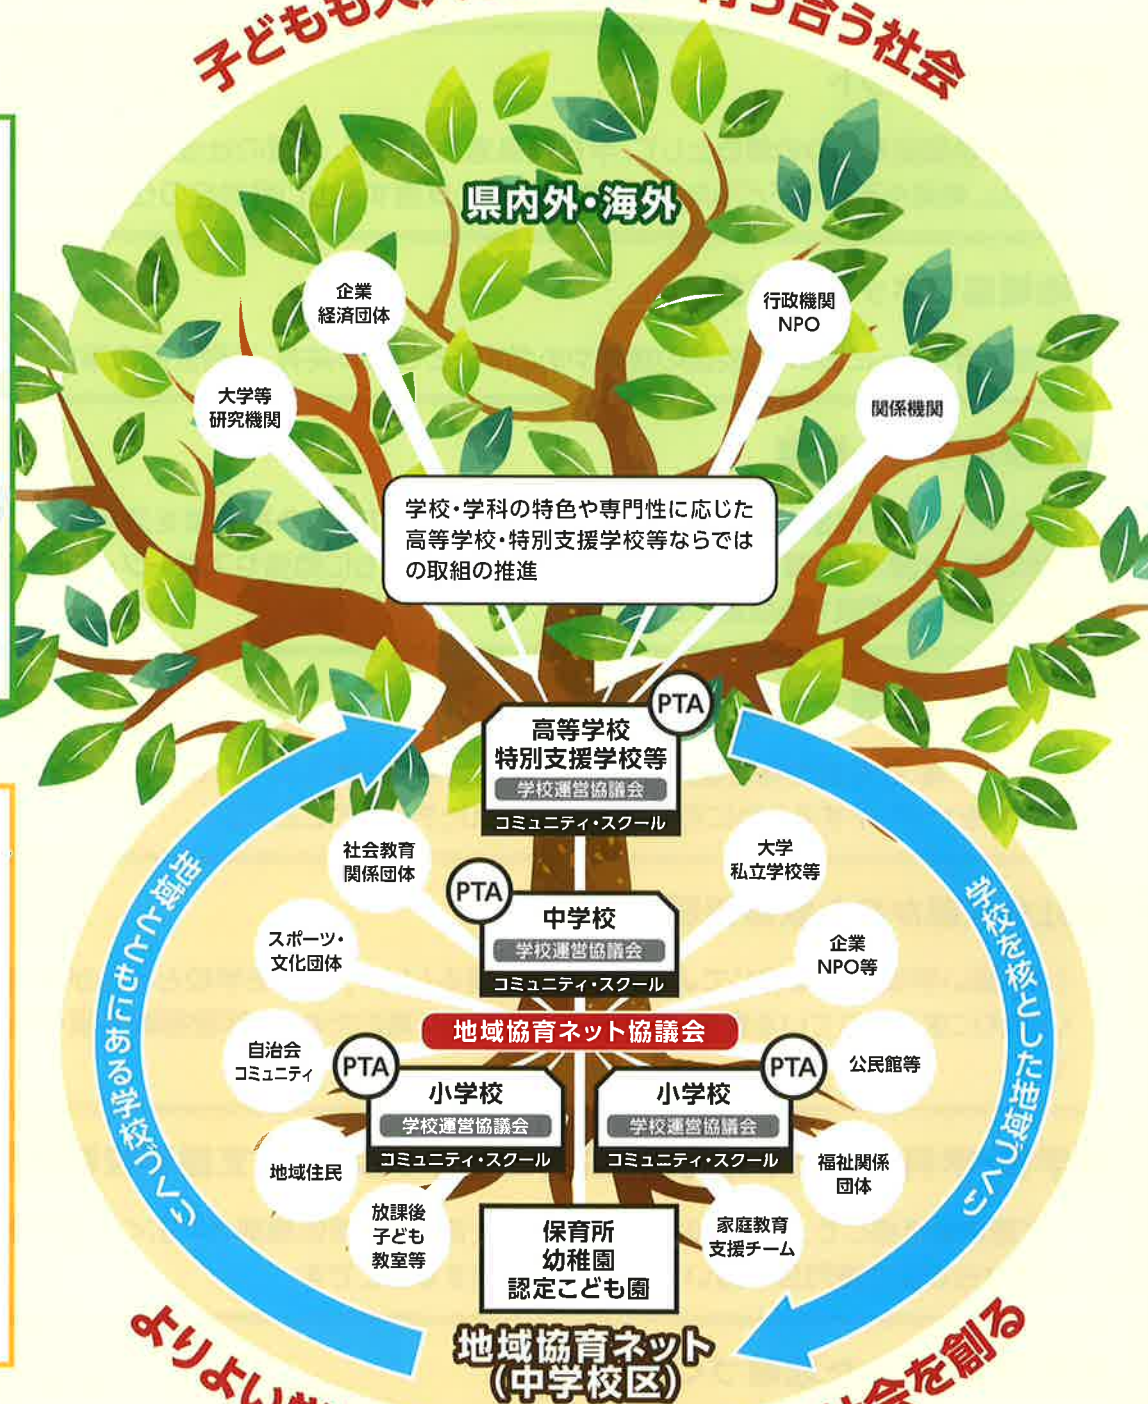 子どもも大
合う社会
県内外・海外
企業
経済団体
行政機関
NPO
大学等
研究機関
関係機関
学校・学科の特色や専門性に応じた
高等学校・特別支援学校等ならでは
の取組の推進
PTA
高等学校
特別支援学校等
学校運営協議会
コミュニティ・スクール
社会教育
関係団体
大学
私立学校等
PTA
中学校
学校運営協議会
コミュニティ・スクール
スポーツ・
文化団体
企業
NPO等
地域協育ネット協議会
自治会
コミュニティ
PTA
小学校
学校運営協議会
コミュニティ・スクール
PTA
小学校
学校運営協議会
コミュニティ・スクール
公民館等
地域住民
福祉関係
団体
放課後
子ども
教室等
家庭教育
支援チーム
保育所
幼稚園
認定こども園
地域とともにある学校づくり
学校を核とした地域づくり
地域協育ネット
(中学校区)
よりよい
会を創る